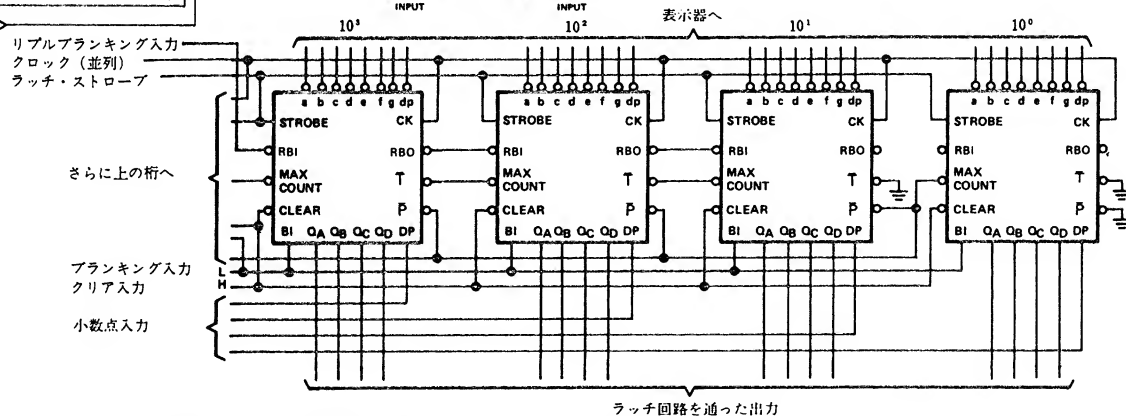 INPUT INPUT
表示器へ
10³ 10² 10¹ 10⁰
リプルブランキング入力
クロック（並列）
ラッチ・ストローブ
a b c d e f g dp a b c d e f g dp a b c d e f g dp a b c d e f g dp
STROBE CK STROBE CK STROBE CK STROBE CK
RBI RBO RBI RBO RBI RBO RBI RBO
さらに上の桁へ
MAX COUNT T̅ MAX COUNT T̅ MAX COUNT T̅ MAX COUNT T̅
CLEAR P̅ CLEAR P̅ CLEAR P̅ CLEAR P̅
BI QA QB QC QD DP BI QA QB QC QD DP BI QA QB QC QD DP BI QA QB QC QD DP
ブランキング入力 L
クリア入力 H
小数点入力
ラッチ回路を通った出力